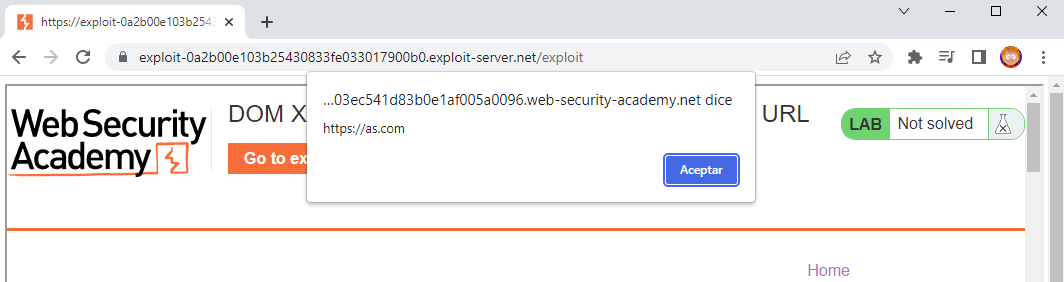 https://exploit-0a2b00e103b2543
exploit-0a2b00e103b25430833fe033017900b0.exploit-server.net/exploit
...03ec541d83b0e1af005a0096.web-security-academy.net dice
https://as.com
Aceptar
Web Security
Academy
DOM X
URL
Go to ex
LAB
Not solved
Home